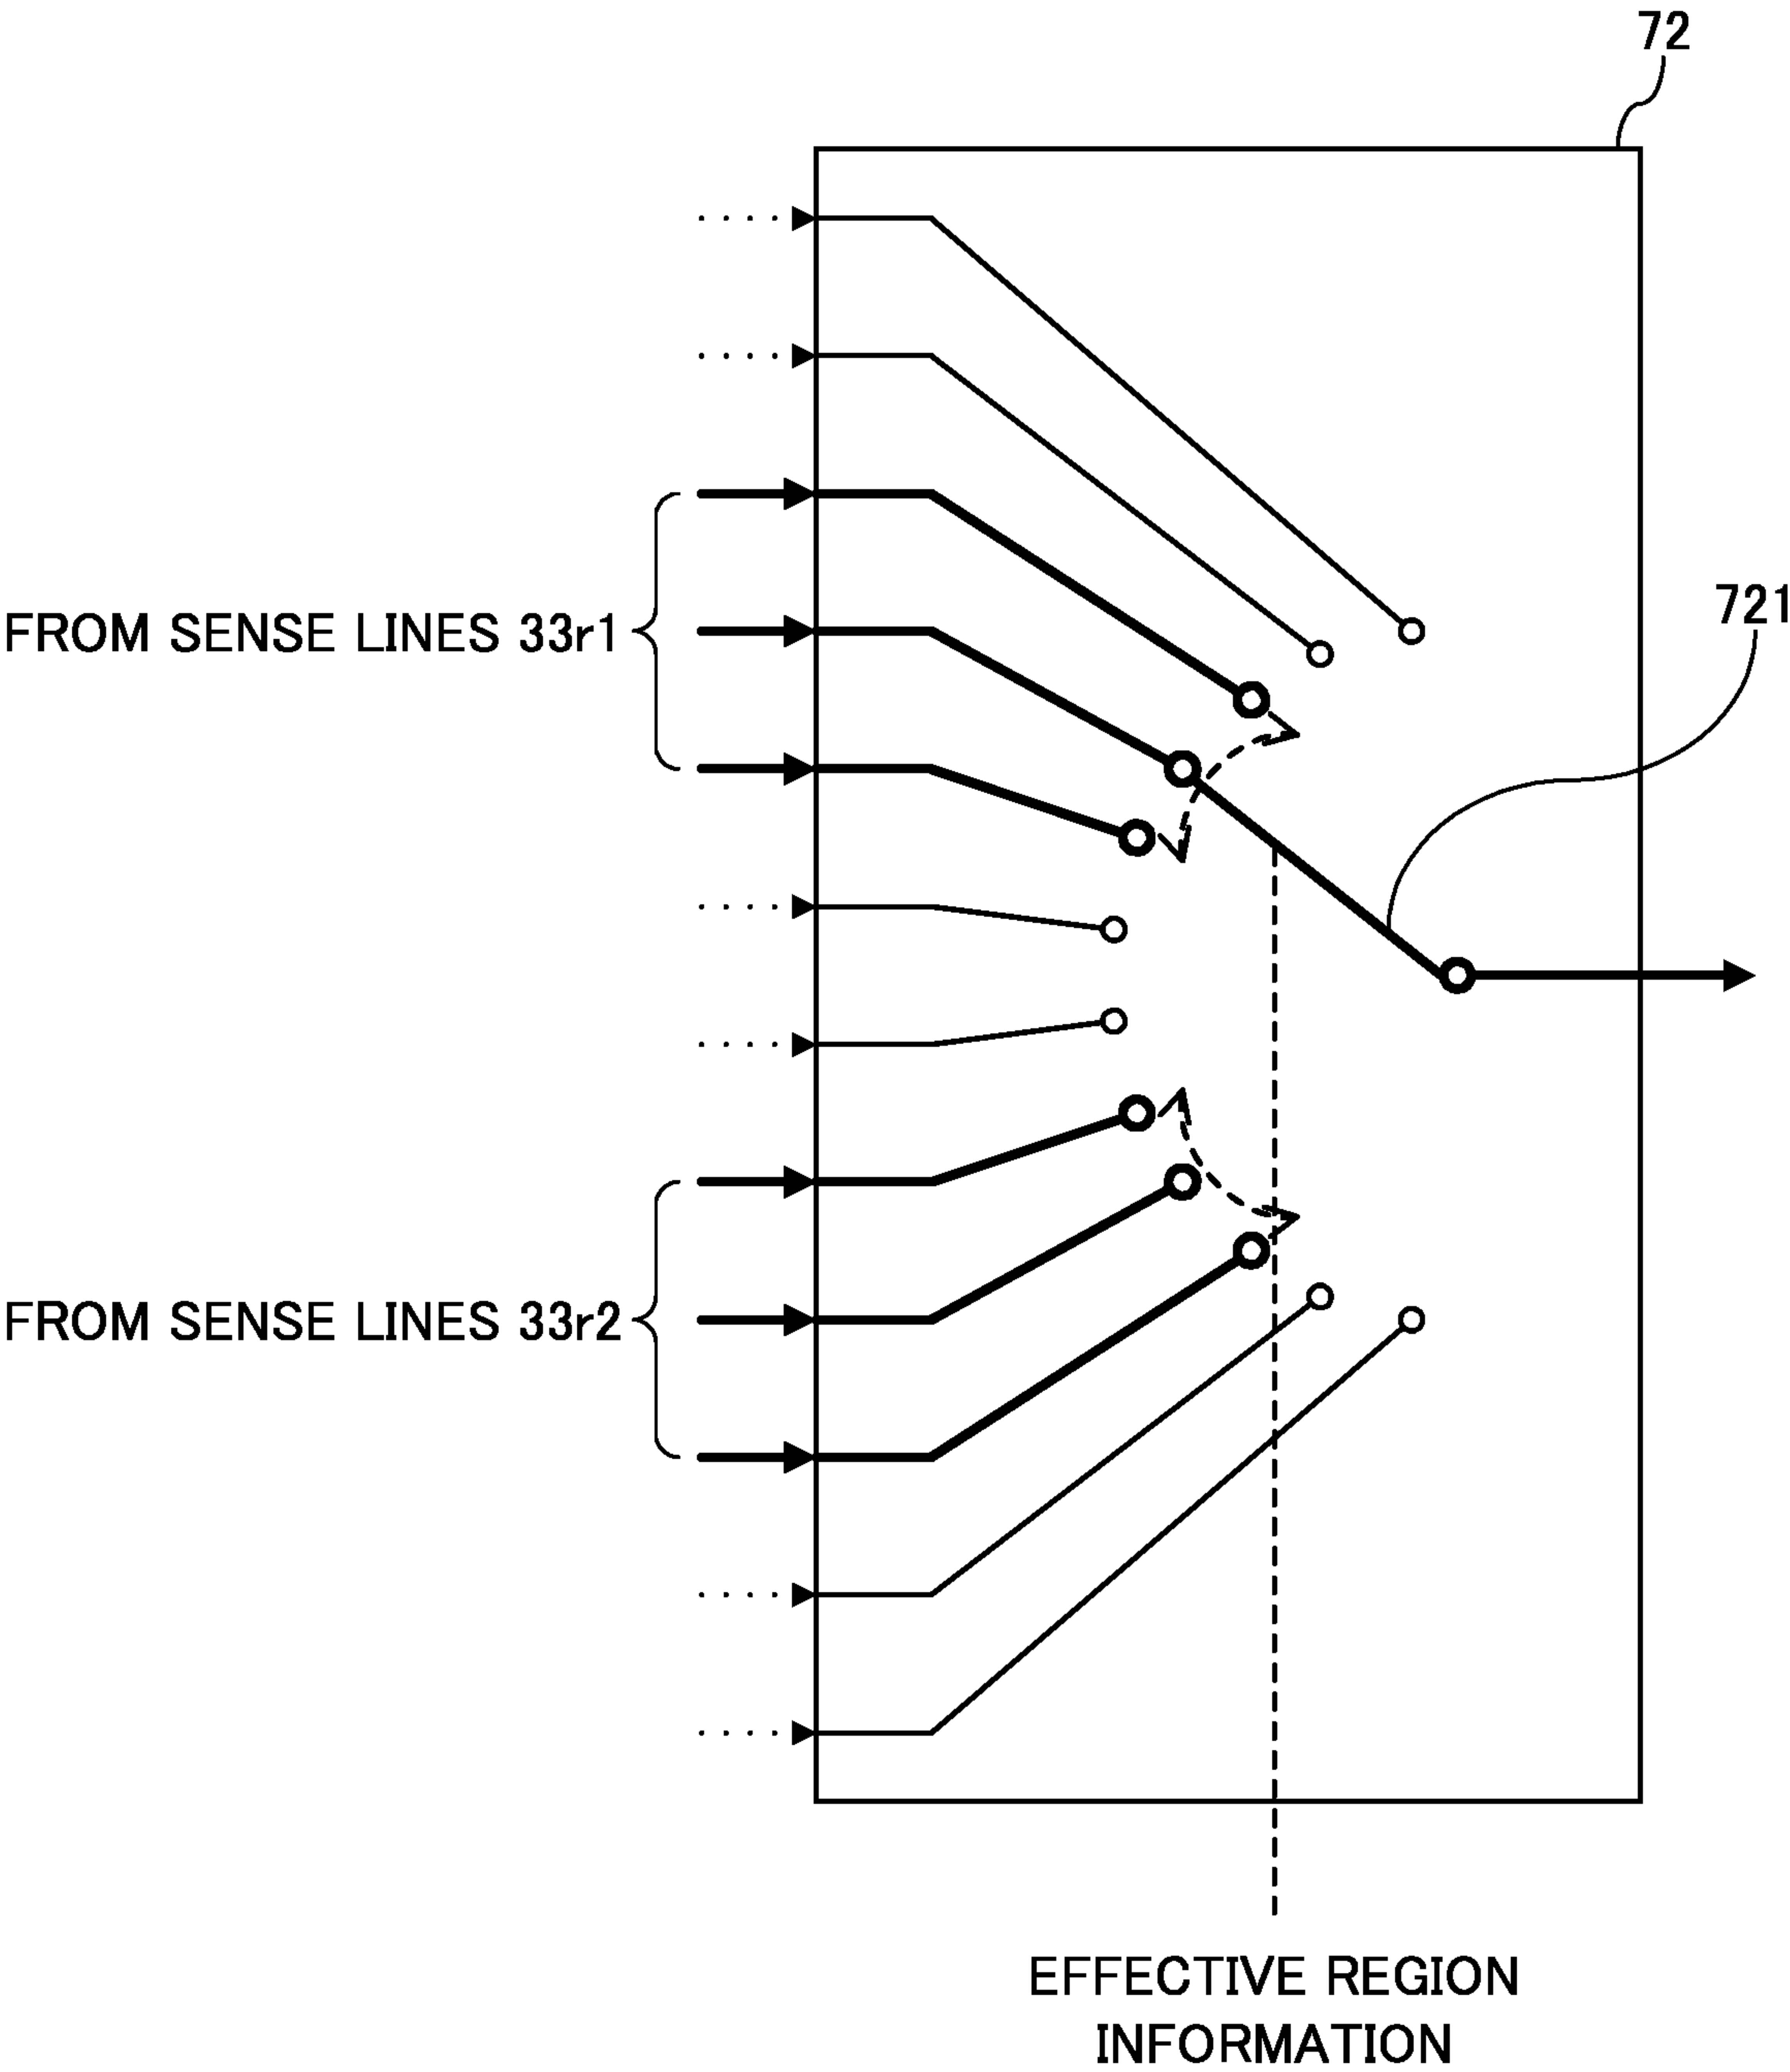 72
721
FROM SENSE LINES 33r1
FROM SENSE LINES 33r2
EFFECTIVE REGION
INFORMATION